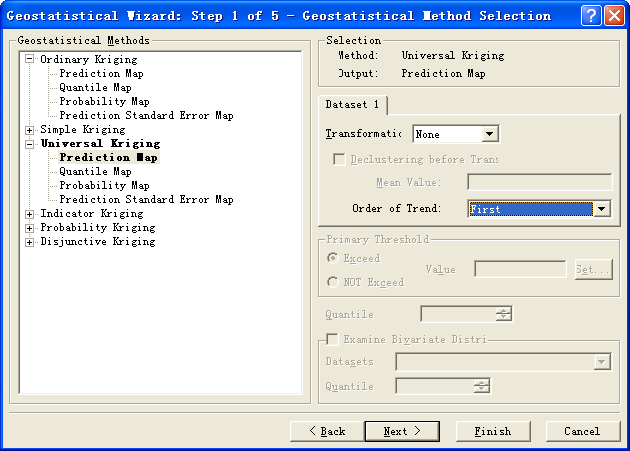 Geostatistical Wizard: Step 1 of 5 - Geostatistical Method Selection
Geostatistical Methods
Ordinary Kriging
Prediction Map
Quantile Map
Probability Map
Prediction Standard Error Map
Simple Kriging
Universal Kriging
Prediction Map
Quantile Map
Probability Map
Prediction Standard Error Map
Indicator Kriging
Probability Kriging
Disjunctive Kriging
Selection
Method: Universal Kriging
Output: Prediction Map
Dataset 1
Transformatic None
Declustering before Trans
Mean Value:
Order of Trend: First
Primary Threshold
Exceed
NOT Exceed
Value
Set...
Quantile
Examine Bivariate Distri
Datasets
Quantile
< Back
Next >
Finish
Cancel